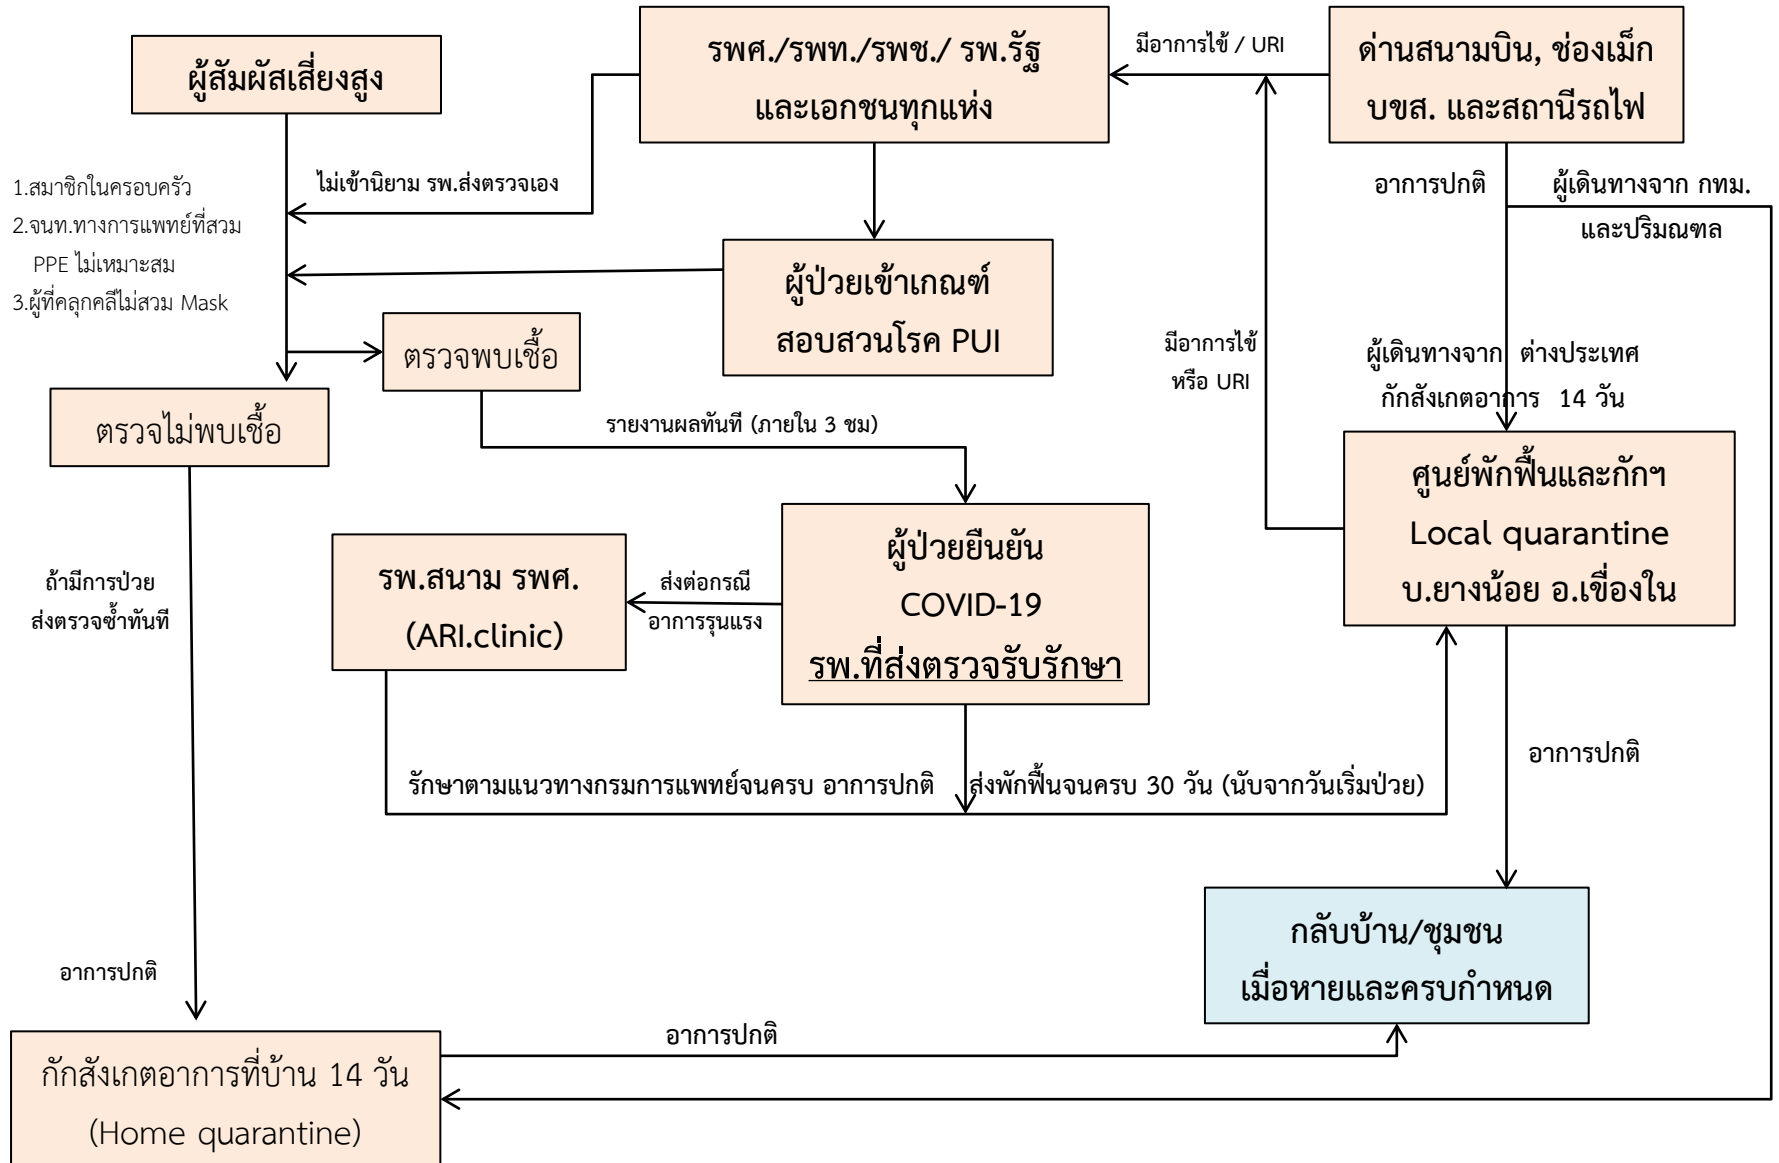 ผู้สัมผัสเสี่ยงสูง
รพศ./รพท./รพช./ รพ.รัฐ
และเอกชนทุกแห่ง
มีอาการไข้ / URI
ด่านสนามบิน, ช่องเม็ก
บขส. และสถานีรถไฟ
1.สมาชิกในครอบครัว
2.จนท.ทางการแพทย์ที่สวม
PPE ไม่เหมาะสม
3.ผู้ที่คลุกคลีไม่สวม Mask
ไม่เข้านิยาม รพ.ส่งตรวจเอง
อาการปกติ
ผู้เดินทางจาก กทม.
และปริมณฑล
ผู้ป่วยเข้าเกณฑ์
สอบสวนโรค PUI
ตรวจพบเชื้อ
มีอาการไข้
หรือ URI
ผู้เดินทางจาก ต่างประเทศ
กักสังเกตอาการ 14 วัน
ตรวจไม่พบเชื้อ
รายงานผลทันที (ภายใน 3 ชม)
ศูนย์พักฟื้นและกักฯ
Local quarantine
บ.ยางน้อย อ.เขื่องใน
ถ้ามีการป่วย
ส่งตรวจซ้ำทันที
รพ.สนาม รพศ.
(ARI.clinic)
ส่งต่อกรณี
อาการรุนแรง
ผู้ป่วยยืนยัน
COVID-19
รพ.ที่ส่งตรวจรับรักษา
อาการปกติ
รักษาตามแนวทางกรมการแพทย์จนครบ อาการปกติ
ส่งพักฟื้นจนครบ 30 วัน (นับจากวันเริ่มป่วย)
อาการปกติ
กลับบ้าน/ชุมชน
เมื่อหายและครบกำหนด
อาการปกติ
กักสังเกตอาการที่บ้าน 14 วัน
(Home quarantine)